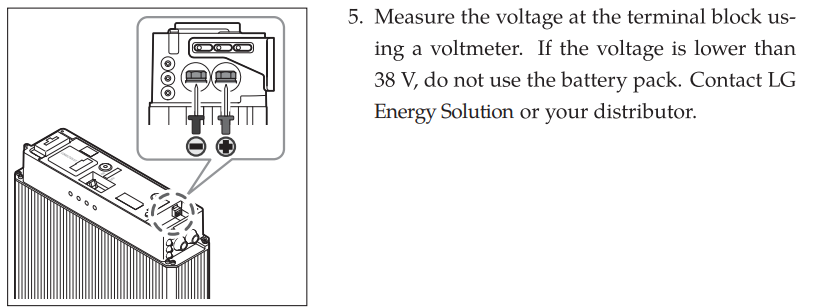 5. Measure the voltage at the terminal block us-
ing a voltmeter. If the voltage is lower than
38 V, do not use the battery pack. Contact LG
Energy Solution or your distributor.